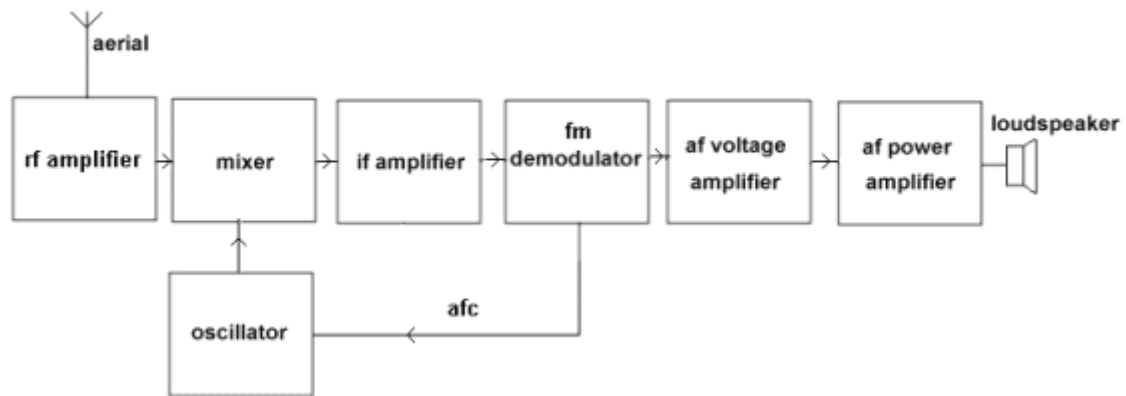 aerial
rf amplifier
mixer
if amplifier
fm
demodulator
af voltage
amplifier
af power
amplifier
loudspeaker
oscillator
afc